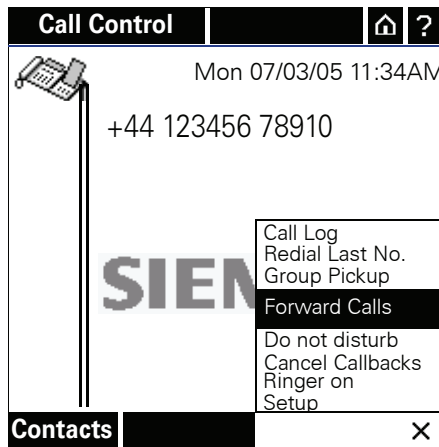 Call Control ?
Mon 07/03/05 11:34AM
+44 123456 78910
SIEN
Call Log
Redial Last No.
Group Pickup
Forward Calls
Do not disturb
Cancel Callbacks
Ringer on
Setup
Contacts